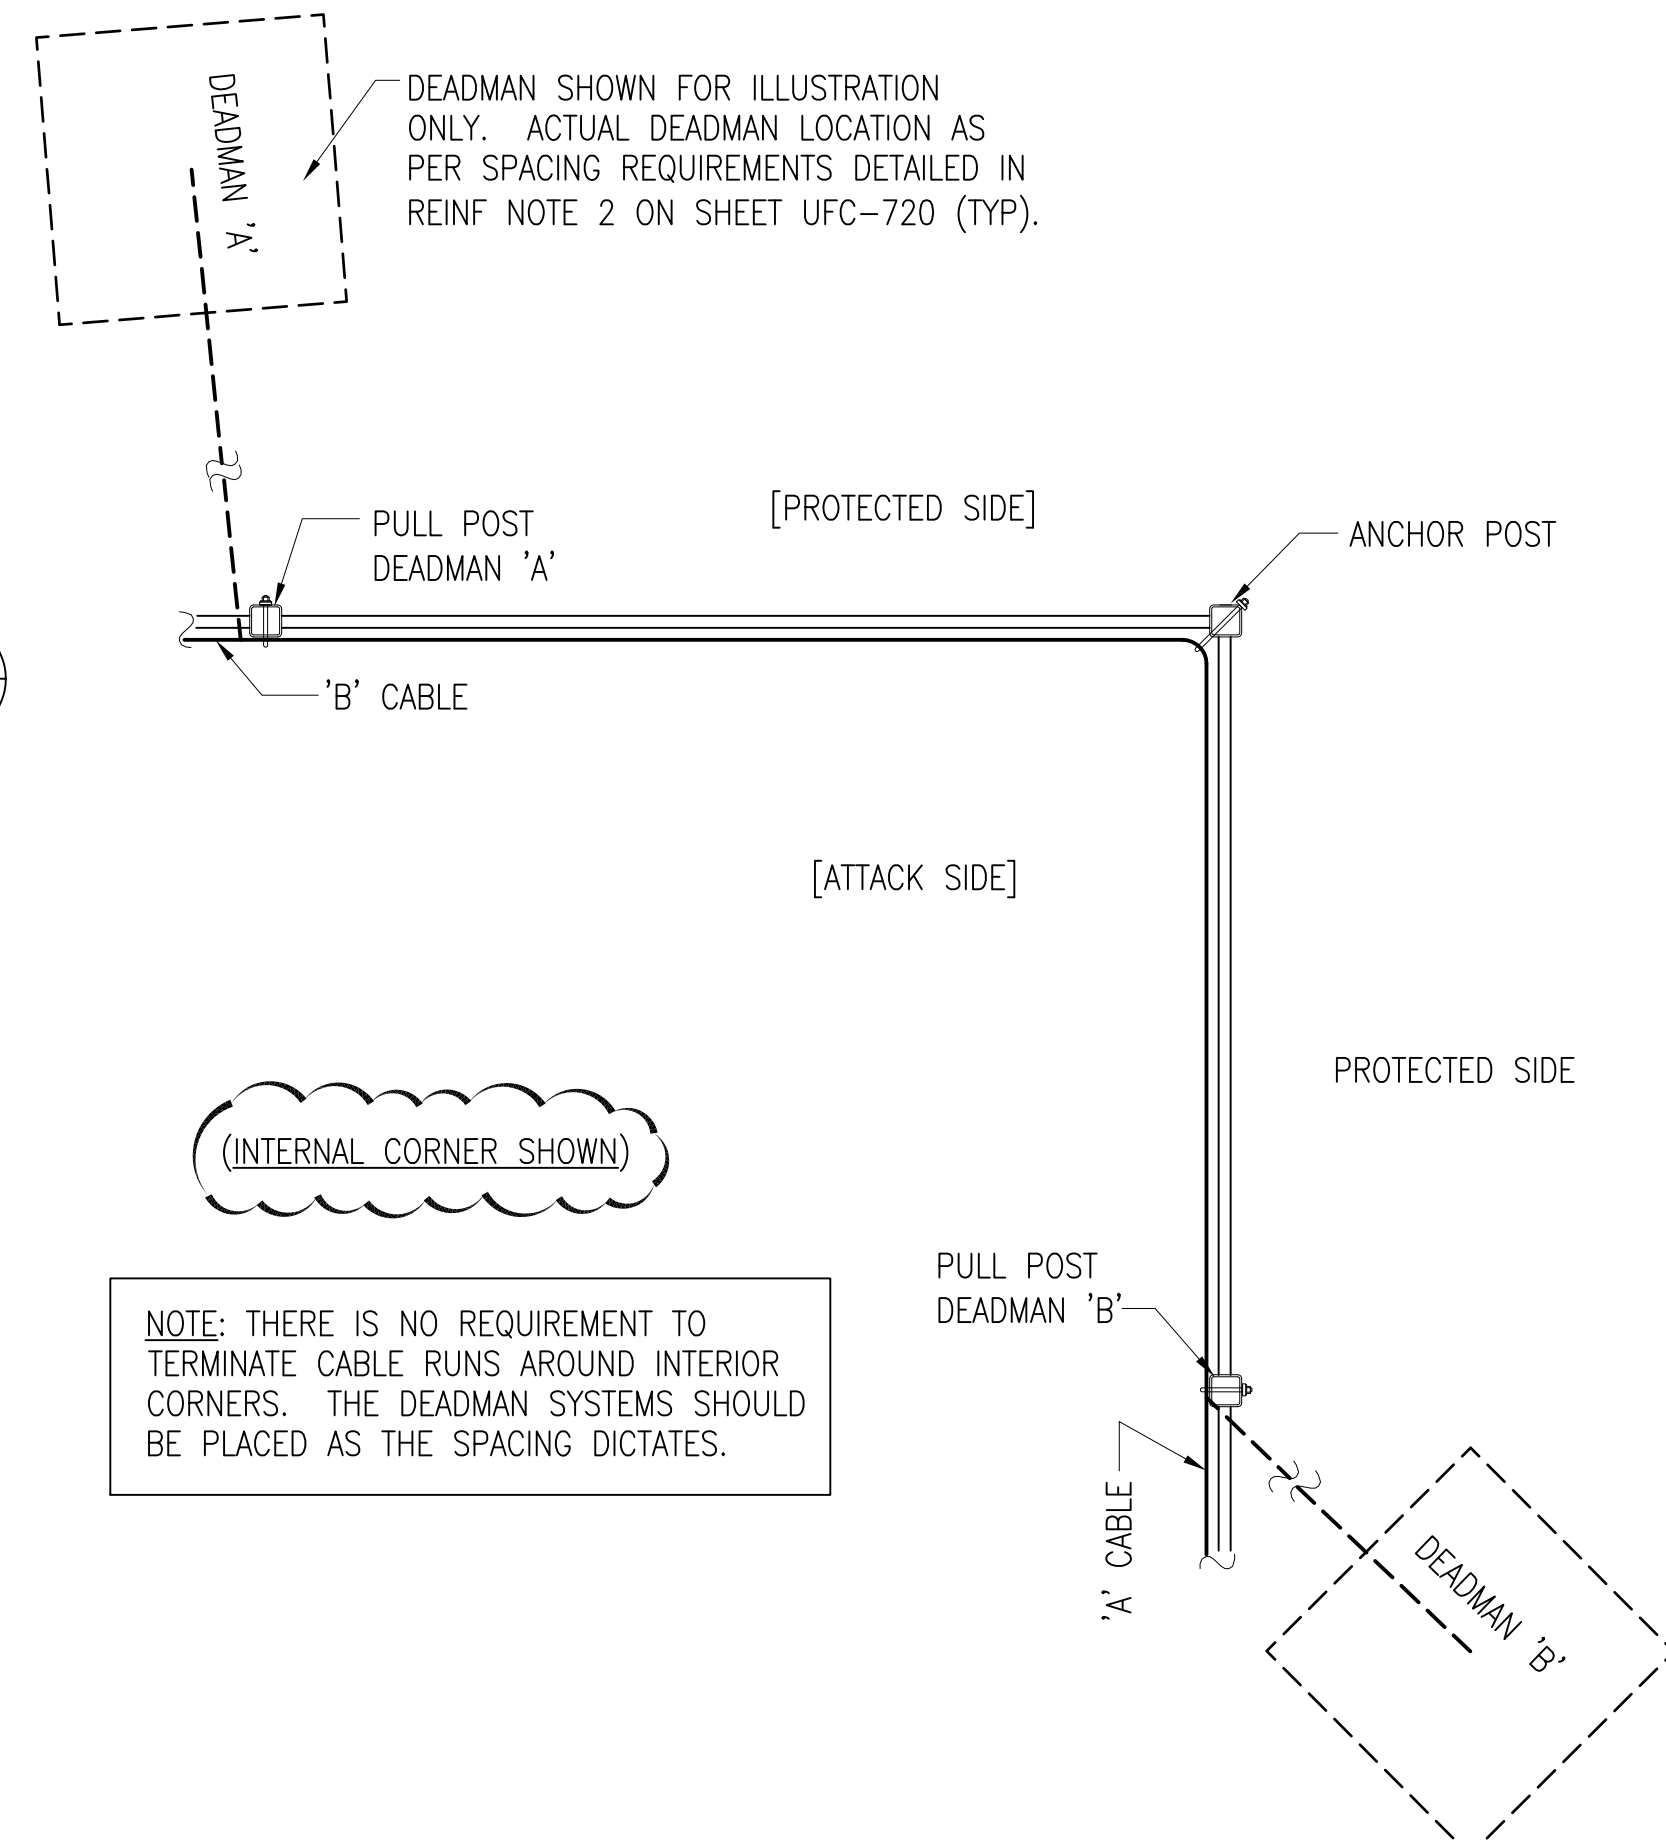 DEADMAN 'A'
DEADMAN SHOWN FOR ILLUSTRATION
ONLY. ACTUAL DEADMAN LOCATION AS
PER SPACING REQUIREMENTS DETAILED IN
REINF NOTE 2 ON SHEET UFC-720 (TYP).
[PROTECTED SIDE]
PULL POST
DEADMAN 'A'
ANCHOR POST
'B' CABLE
[ATTACK SIDE]
PROTECTED SIDE
(INTERNAL CORNER SHOWN)
PULL POST
DEADMAN 'B'
NOTE: THERE IS NO REQUIREMENT TO
TERMINATE CABLE RUNS AROUND INTERIOR
CORNERS. THE DEADMAN SYSTEMS SHOULD
BE PLACED AS THE SPACING DICTATES.
'A' CABLE
DEADMAN 'B'